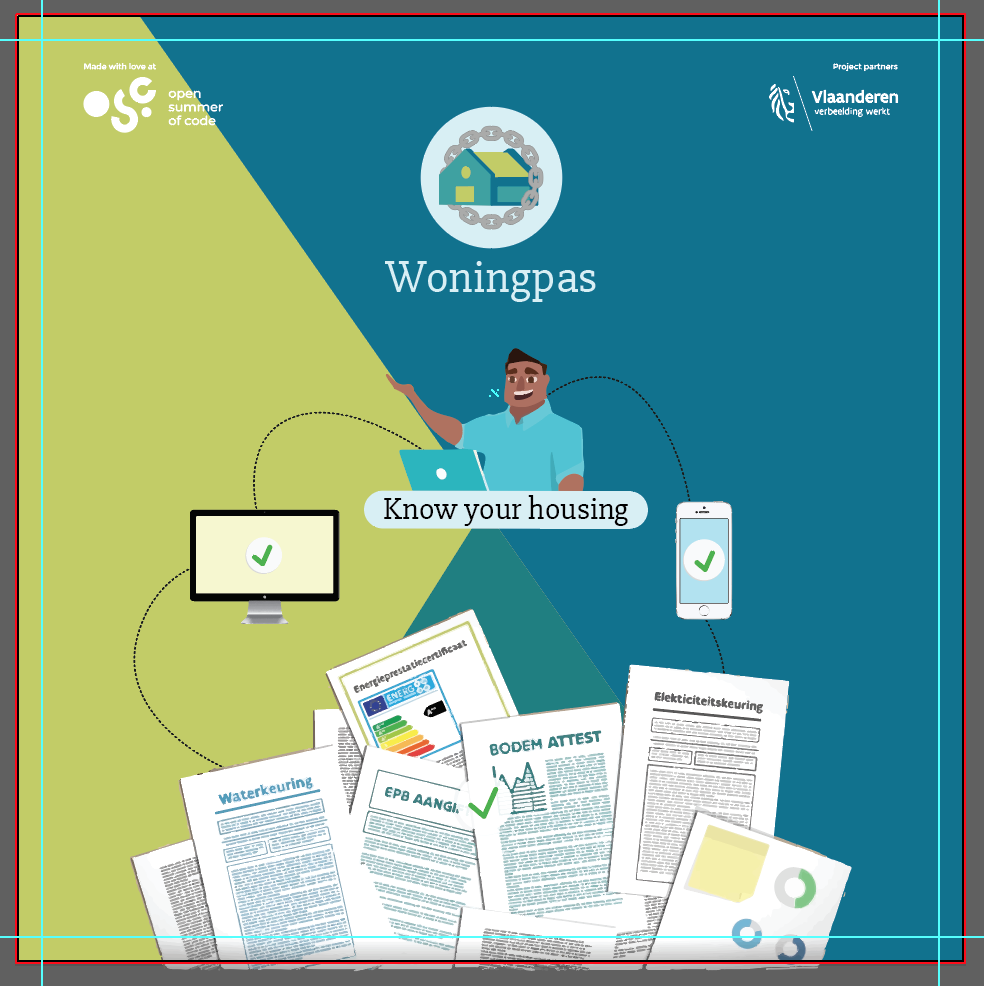 Made with love at
open
summer
of code
Project partners
Vlaanderen
verbeelding werkt
Woningpas
Know your housing
Energieprestatiecertificaat
ENERG
Elekticiteitskeuring
BODEM ATTEST
Waterkeuring
EPB AANGI